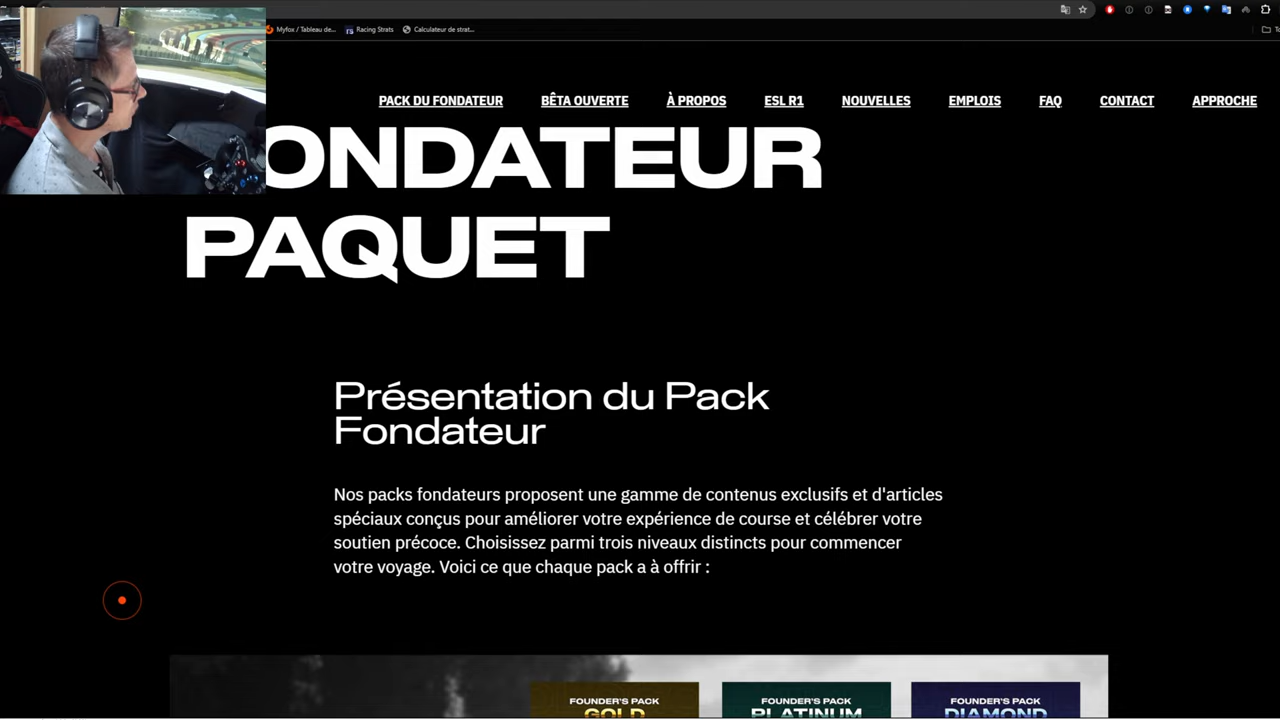 Myfox / Tableau de...
Racing Strats
Calculateur de strat...
PACK DU FONDATEUR
BÊTA OUVERTE
À PROPOS
ESL R1
NOUVELLES
EMPLOIS
FAQ
CONTACT
APPROCHE
ONDATEUR
PAQUET
Présentation du Pack
Fondateur
Nos packs fondateurs proposent une gamme de contenus exclusifs et d'articles
spéciaux conçus pour améliorer votre expérience de course et célébrer votre
soutien précoce. Choisissez parmi trois niveaux distincts pour commencer
votre voyage. Voici ce que chaque pack a à offrir :
FOUNDER'S PACK
GOLD
FOUNDER'S PACK
PLATINUM
FOUNDER'S PACK
DIAMOND